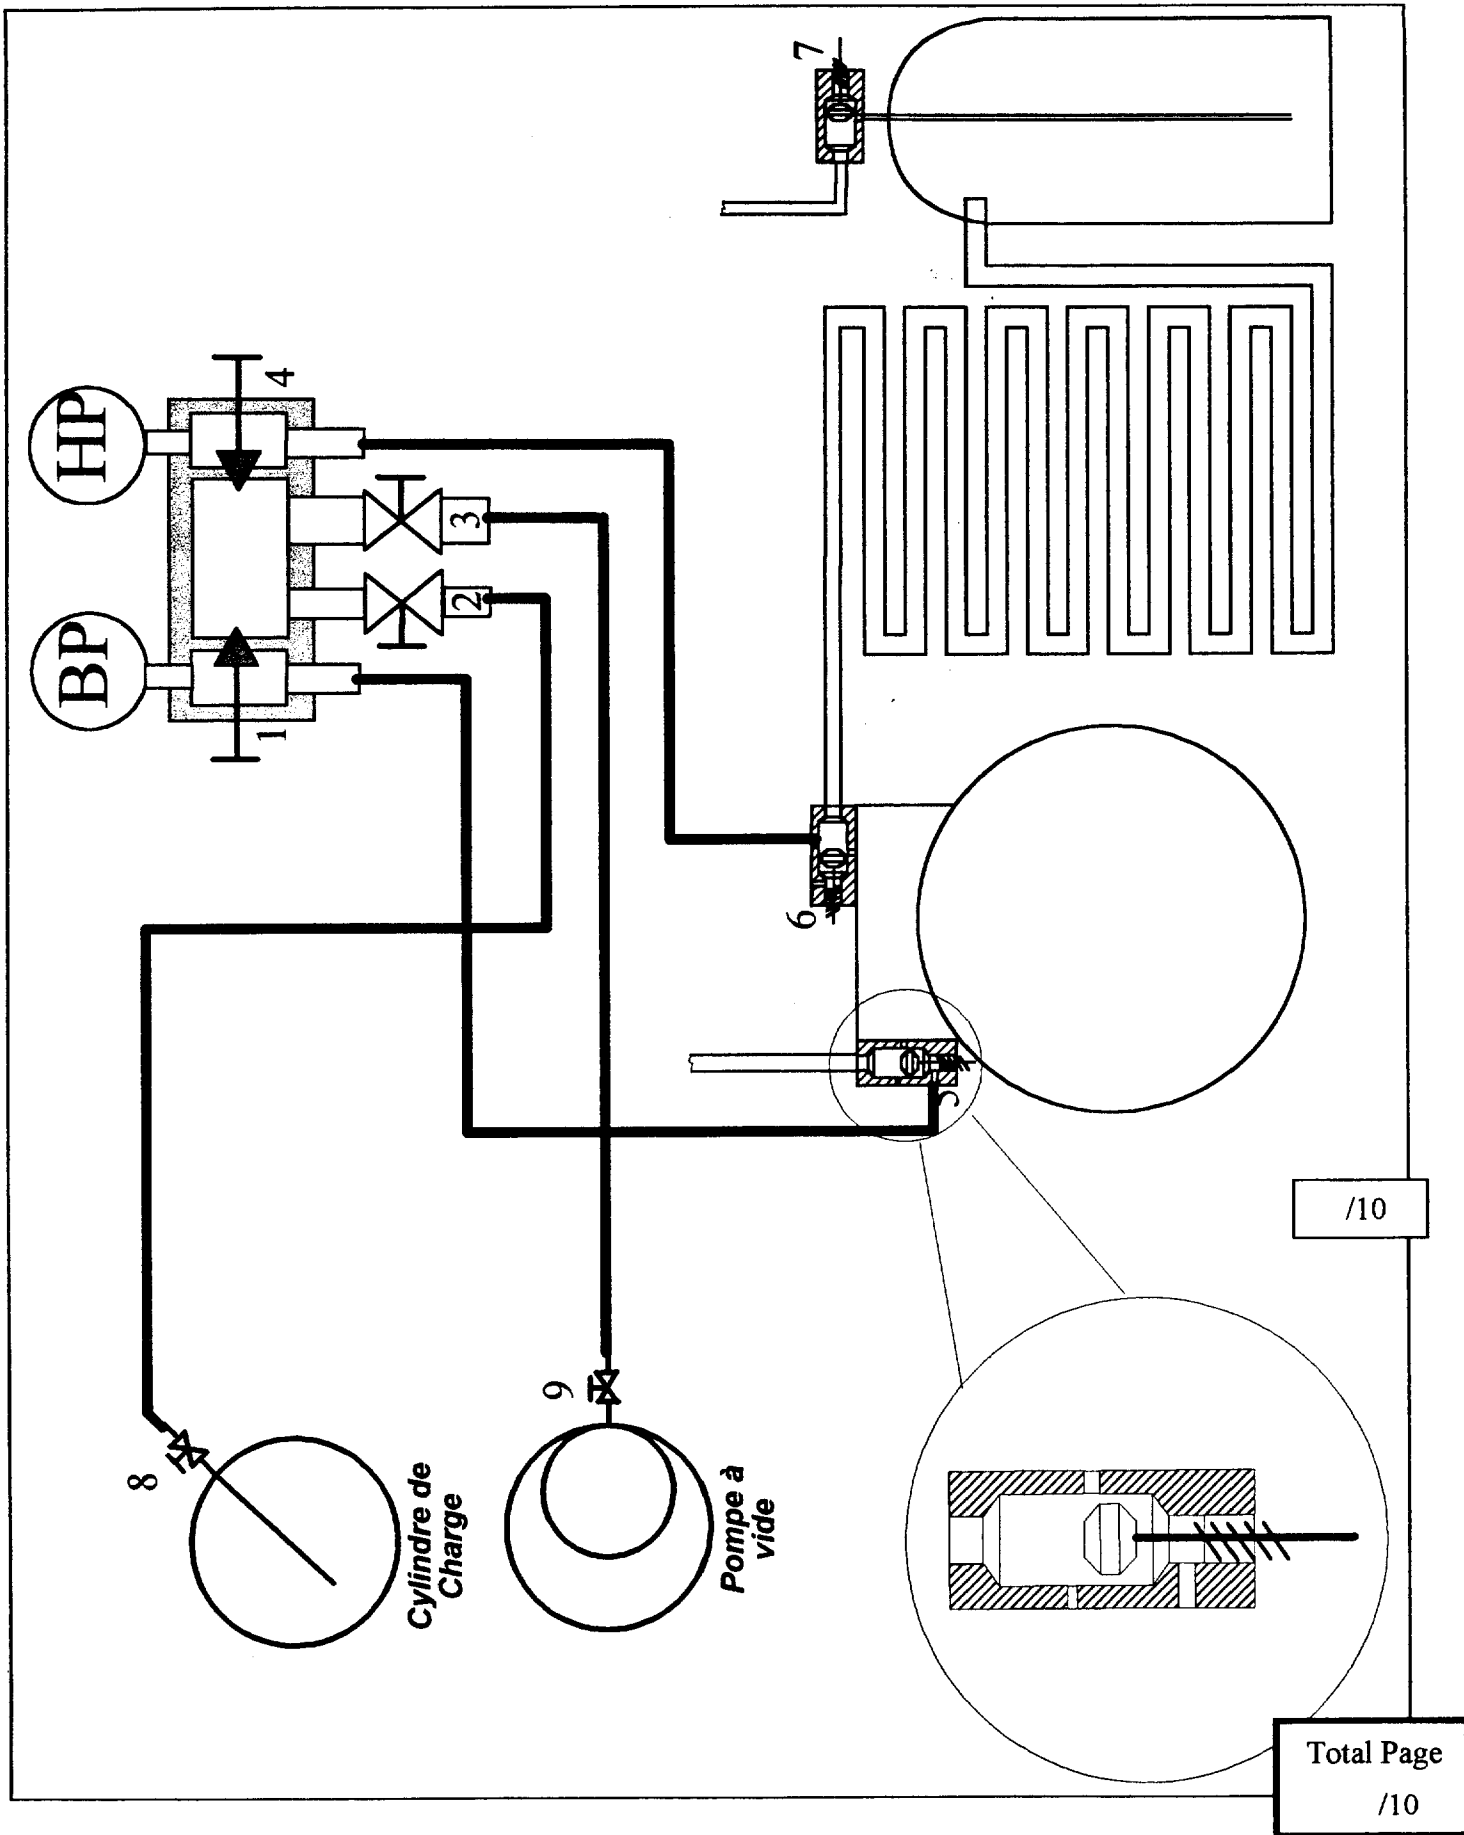 HP
BP
4
3
2
1
7
6
5
8
9
Cylindre de
Charge
Pompe à
vide
/10
Total Page
/10